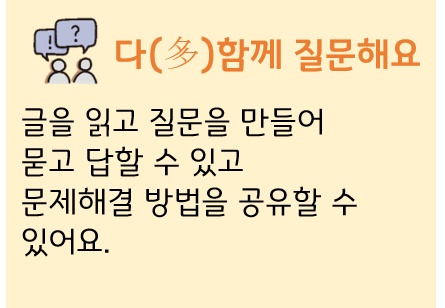 다(多)함께 질문해요
글을 읽고 질문을 만들어
묻고 답할 수 있고
문제해결 방법을 공유할 수
있어요.